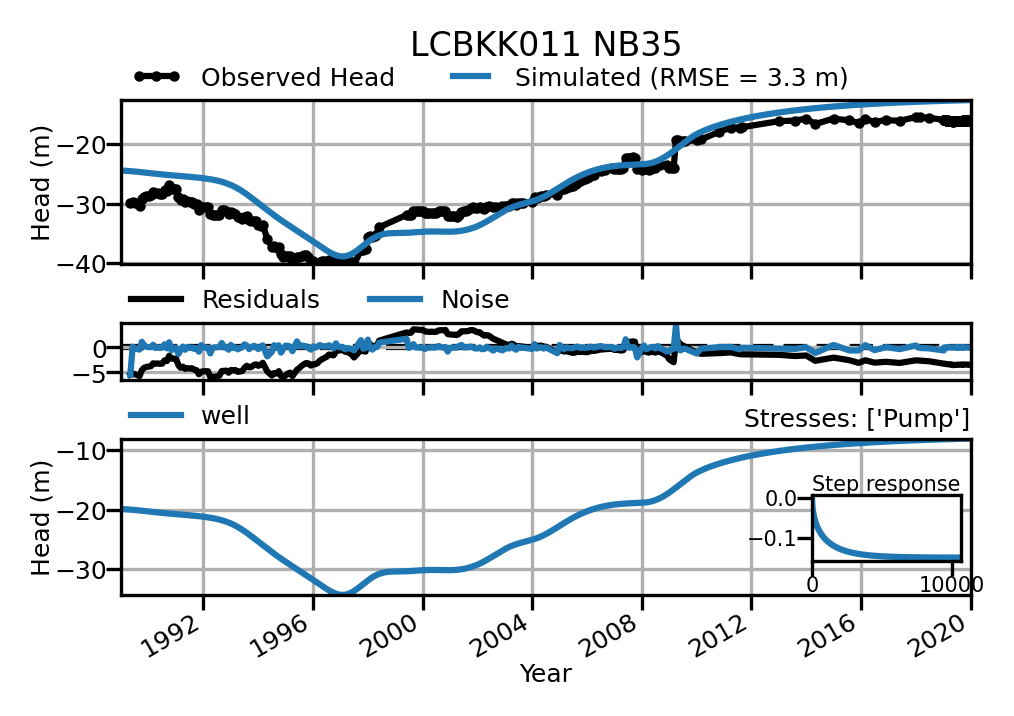 LCBKK011 NB35
Observed Head
Simulated (RMSE = 3.3 m)
Head (m)
−20
−30
−40
Residuals
Noise
0
−5
well
Stresses: ['Pump']
Head (m)
−10
−20
−30
Step response
0.0
−0.1
0
10000
1992
1996
2000
2004
2008
2012
2016
2020
Year